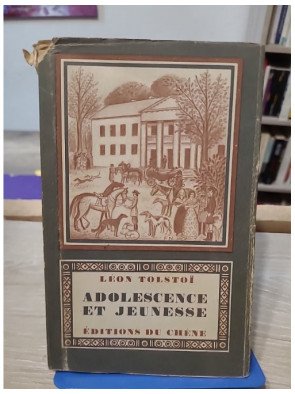 LÉON TOLSTOÏ
ADOLESCENCE
ET JEUNESSE
ÉDITIONS DU CHÊNE